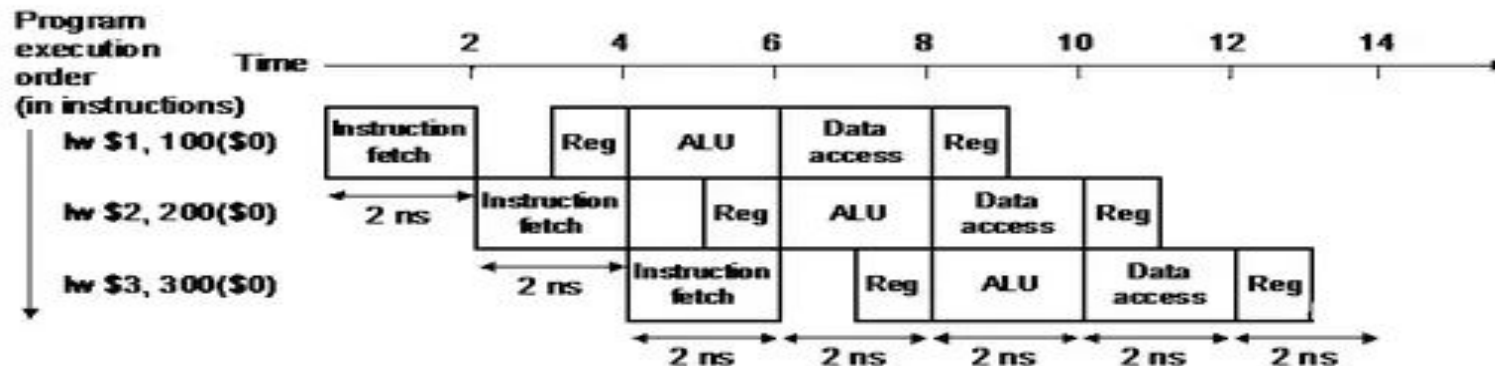 Program
execution
order
(in instructions)
Time
2 4 6 8 10 12 14
lw $1, 100($0)
Instruction
fetch
Reg
ALU
Data
access
Reg
lw $2, 200($0)
2 ns
Instruction
fetch
Reg
ALU
Data
access
Reg
lw $3, 300($0)
2 ns
Instruction
fetch
Reg
ALU
Data
access
Reg
2 ns 2 ns 2 ns 2 ns 2 ns